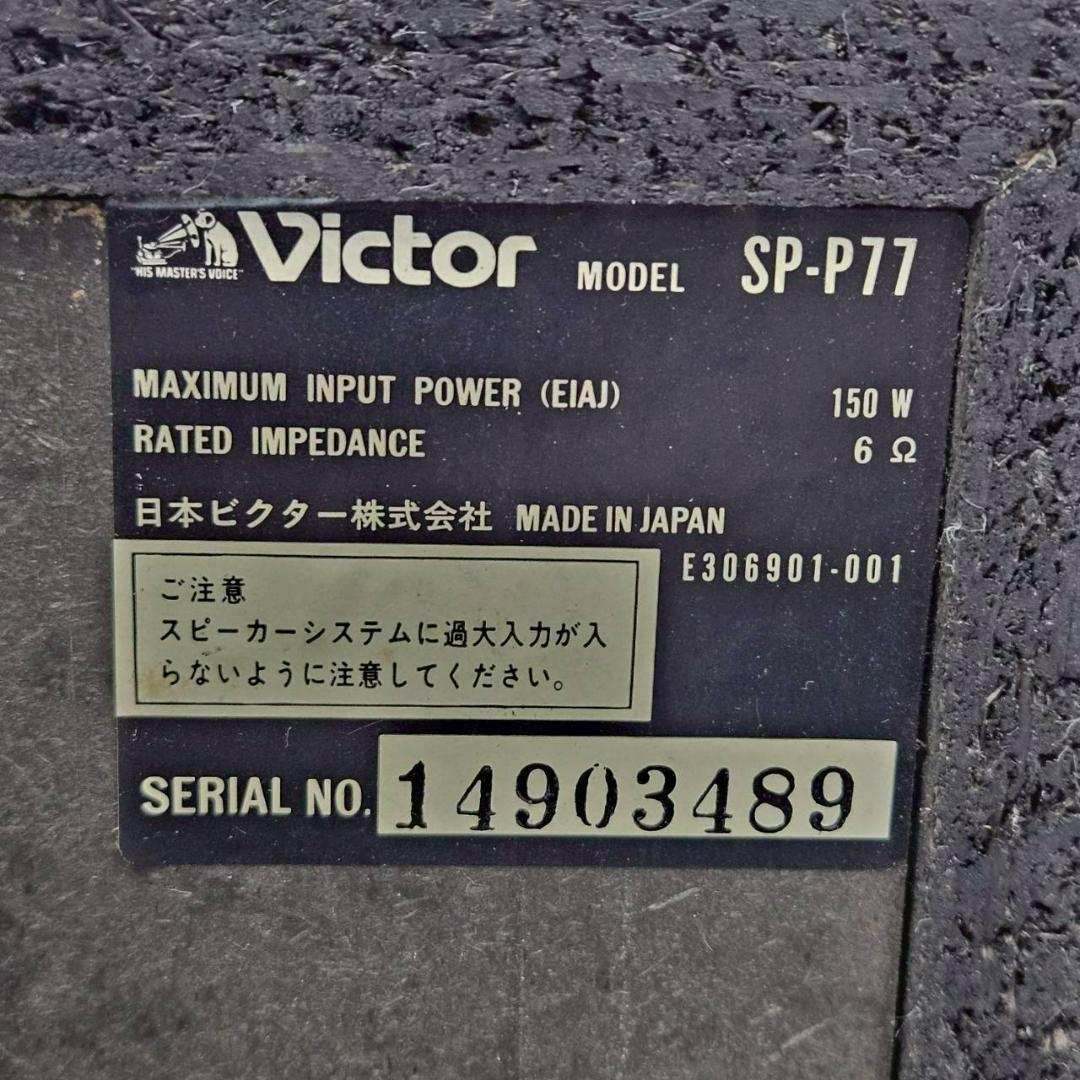 "HIS MASTER'S VOICE"
Victor MODEL SP-P77
MAXIMUM INPUT POWER (EIAJ) 150 W
RATED IMPEDANCE 6 Ω
日本ビクター株式会社 MADE IN JAPAN
E306901-001
ご注意
スピーカーシステムに過大入力が入
らないように注意してください。
SERIAL NO. 14903489